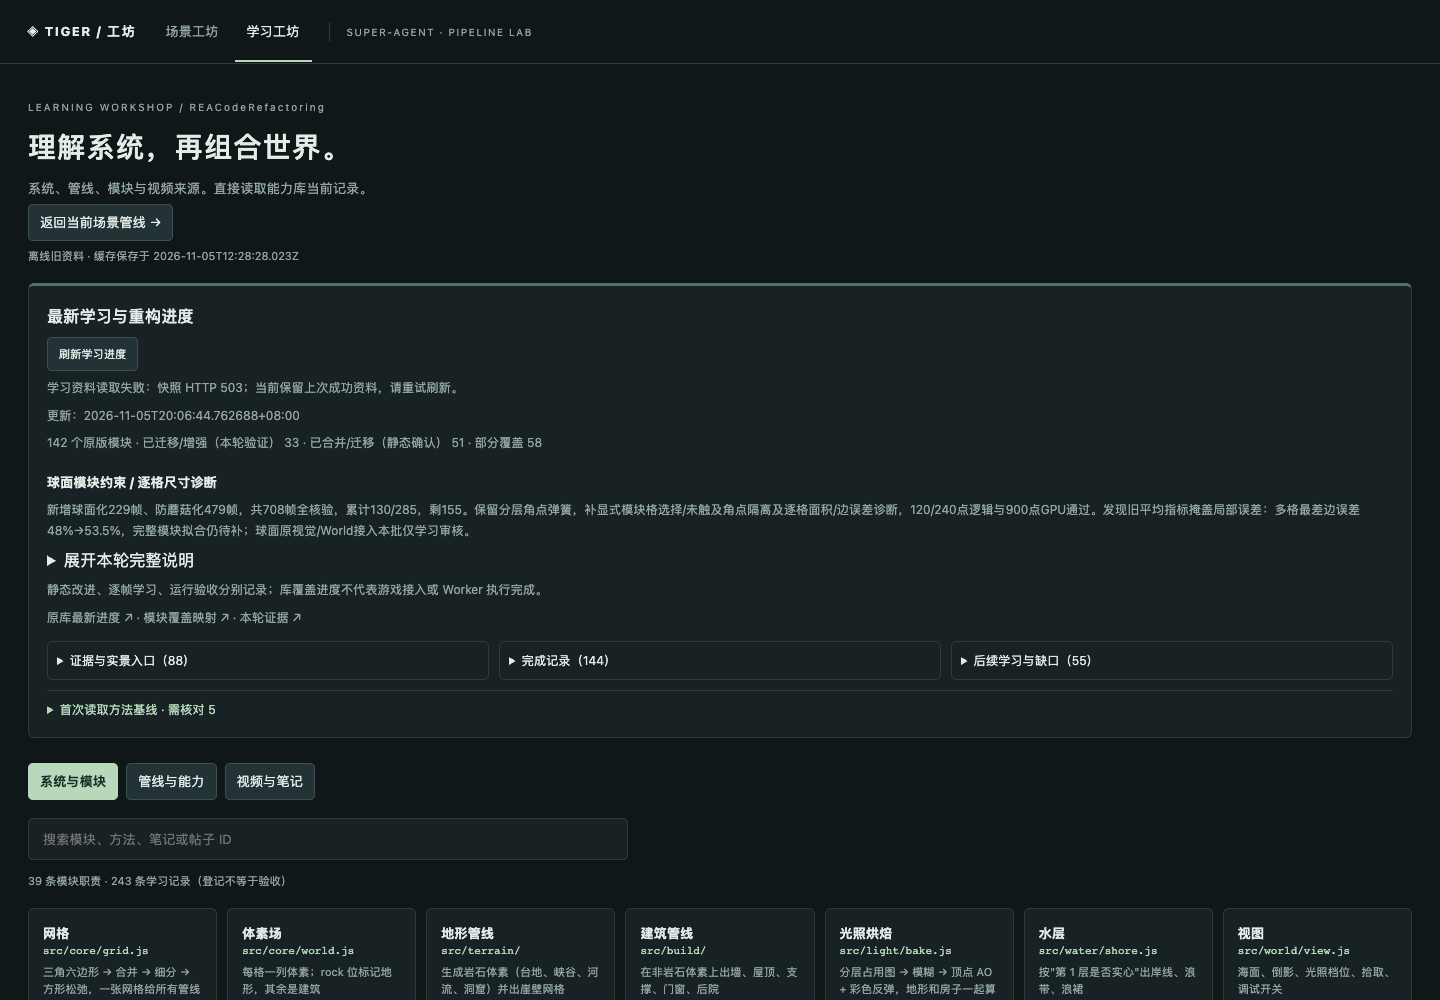 ◈ TIGER / 工坊 场景工坊 学习工坊 SUPER-AGENT · PIPELINE LAB
LEARNING WORKSHOP / REACodeRefactoring
理解系统，再组合世界。
系统、管线、模块与视频来源。直接读取能力库当前记录。
返回当前场景管线 →
离线旧资料 · 缓存保存于 2026-11-05T12:28:28.023Z
最新学习与重构进度
刷新学习进度
学习资料读取失败：快照 HTTP 503；当前保留上次成功资料，请重试刷新。
更新：2026-11-05T20:06:44.762688+08:00
142 个原版模块 · 已迁移/增强（本轮验证） 33 · 已合并/迁移（静态确认） 51 · 部分覆盖 58
球面模块约束 / 逐格尺寸诊断
新增球面化229帧、防蘑菇化479帧，共708帧全核验，累计130/285，剩155。保留分层角点弹簧，补显式模块格选择/未触及角点隔离及逐格面积/边误差诊断，120/240点逻辑与900点GPU通过。发现旧平均指标掩盖局部误差：多格最差边误差
48%→53.5%，完整模块拟合仍待补；球面原视觉/World接入本批仅学习审核。
▶ 展开本轮完整说明
静态改进、逐帧学习、运行验收分别记录；库覆盖进度不代表游戏接入或 Worker 执行完成。
原库最新进度 ↗ · 模块覆盖映射 ↗ · 本轮证据 ↗
▶ 证据与实景入口（88） ▶ 完成记录（144） ▶ 后续学习与缺口（55）
▶ 首次读取方法基线 · 需核对 5
系统与模块 管线与能力 视频与笔记
搜索模块、方法、笔记或帖子 ID
39 条模块职责 · 243 条学习记录（登记不等于验收）
网格 体素场 地形管线 建筑管线 光照烘焙 水层 视图
src/core/grid.js src/core/world.js src/terrain/ src/build/ src/light/bake.js src/water/shore.js src/world/view.js
三角六边形 → 合并 → 细分 → 每格一列体素；rock 位标记地 生成岩石体素（台地、峡谷、河 在非岩石体素上出墙、屋顶、支 分层占用图 → 模糊 → 顶点 AO 按"第 1 层是否实心"出岸线、浪 海面、倒影、光照档位、拾取、
方形松弛，一张网格给所有管线 形，其余是建筑 流、洞窟）并出崖壁网格 撑、门窗、后院 + 彩色反弹，地形和房子一起算 带、浪裙 调试开关